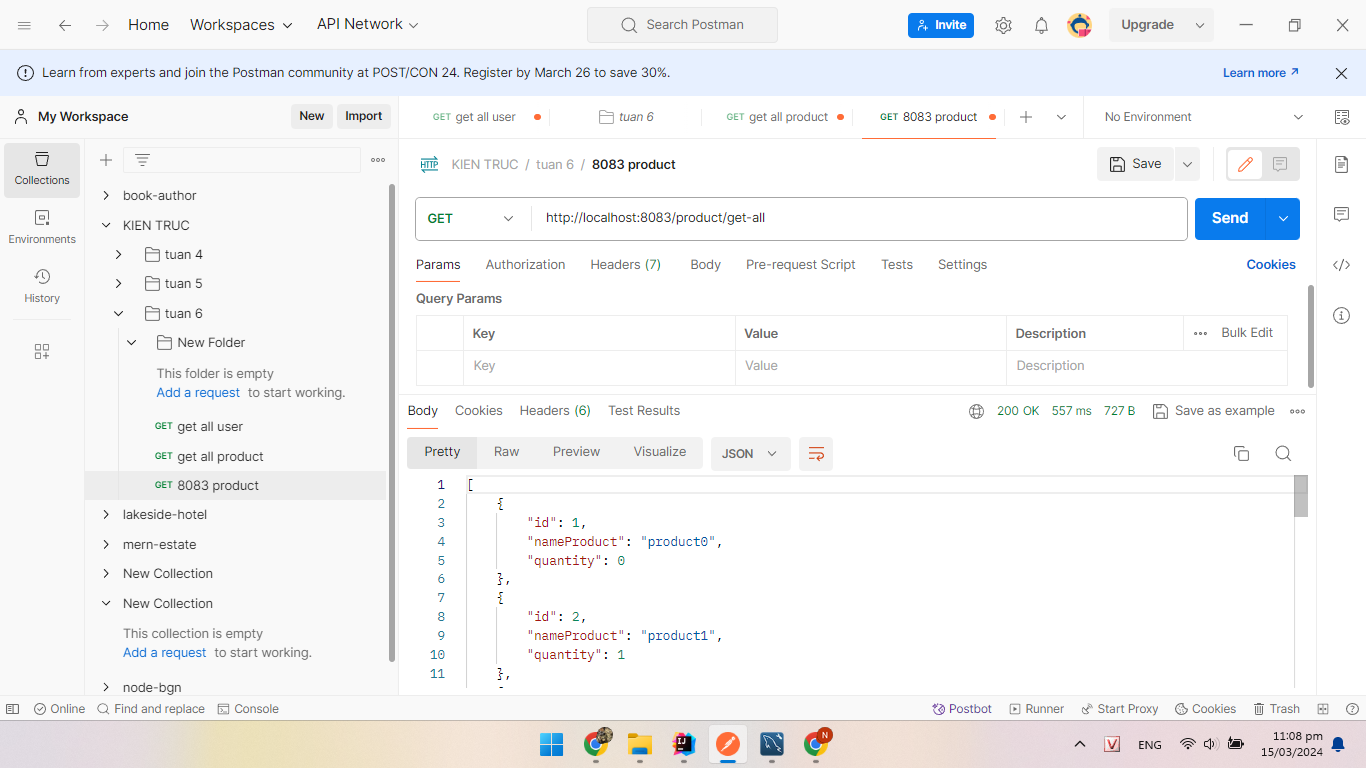 Home Workspaces API Network Search Postman Invite Upgrade
Learn from experts and join the Postman community at POST/CON 24. Register by March 26 to save 30%. Learn more
My Workspace New Import
GET get all user tuan 6 GET get all product GET 8083 product No Environment
Collections
Environments
History
book-author
KIEN TRUC
tuan 4
tuan 5
tuan 6
New Folder
This folder is empty
Add a request to start working.
GET get all user
GET get all product
GET 8083 product
lakeside-hotel
mern-estate
New Collection
New Collection
This collection is empty
Add a request to start working.
node-bgn
HTTP KIEN TRUC / tuan 6 / 8083 product Save
GET http://localhost:8083/product/get-all Send
Params Authorization Headers (7) Body Pre-request Script Tests Settings Cookies
Query Params
Key Value Description Bulk Edit
Key Value Description
Body Cookies Headers (6) Test Results 200 OK 557 ms 727 B Save as example
Pretty Raw Preview Visualize JSON
1 [
2 {
3 "id": 1,
4 "nameProduct": "product0",
5 "quantity": 0
6 },
7 {
8 "id": 2,
9 "nameProduct": "product1",
10 "quantity": 1
11 },
Online Find and replace Console Postbot Runner Start Proxy Cookies Trash
N V ENG 11:08 pm
15/03/2024